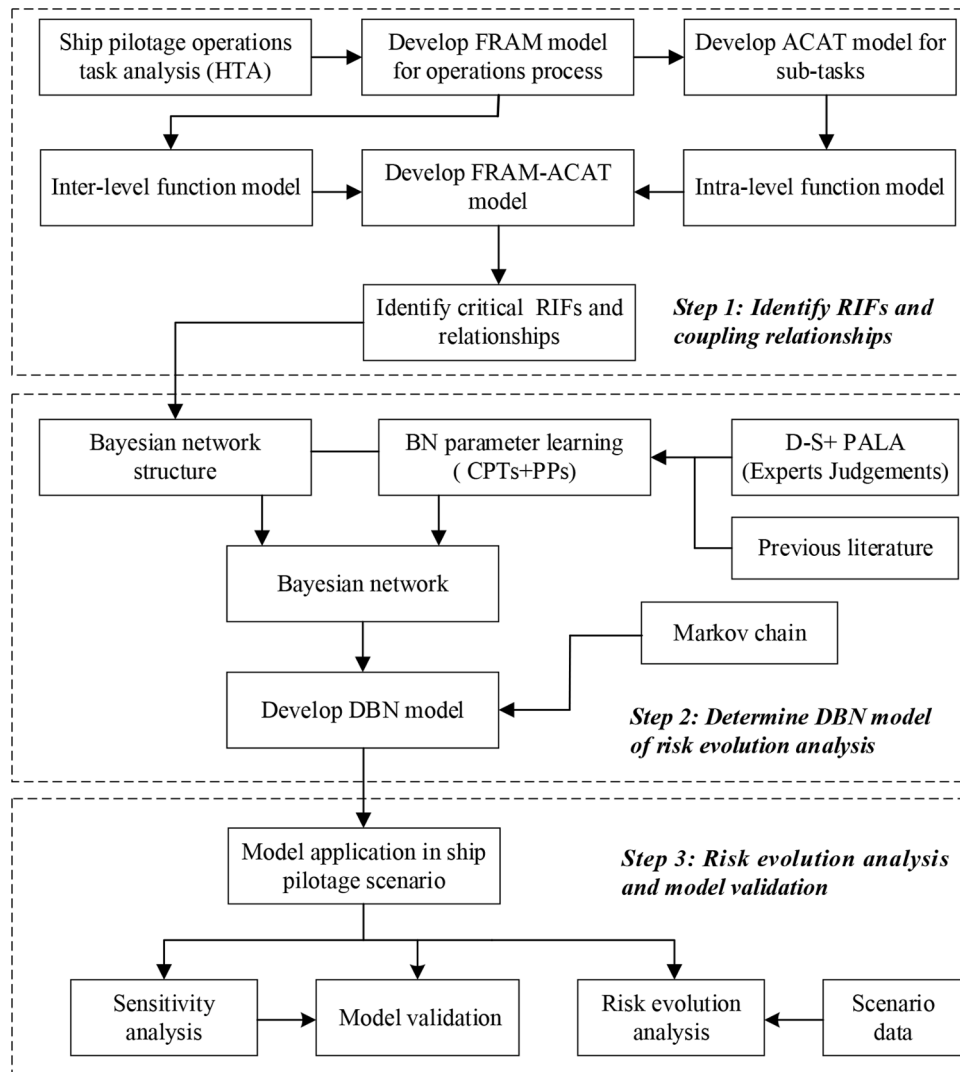 Ship pilotage operations
task analysis (HTA)
Develop FRAM model
for operations process
Develop ACAT model for
sub-tasks
Inter-level function model
Develop FRAM-ACAT
model
Intra-level function model
Identify critical RIFs and
relationships
Step 1: Identify RIFs and
coupling relationships
Bayesian network
structure
BN parameter learning
( CPTs+PPs)
D-S+ PALA
(Experts Judgements)
Previous literature
Bayesian network
Markov chain
Develop DBN model
Step 2: Determine DBN model
of risk evolution analysis
Model application in ship
pilotage scenario
Step 3: Risk evolution analysis
and model validation
Sensitivity
analysis
Model validation
Risk evolution
analysis
Scenario
data